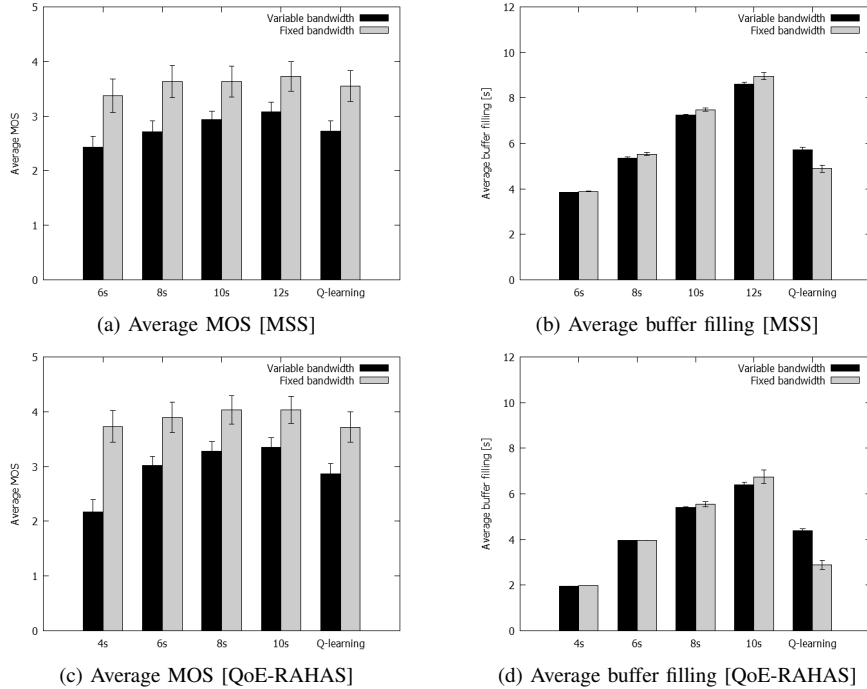 5
4
3
2
1
0
Average MOS
Variable bandwidth
Fixed bandwidth
6s 8s 10s 12s Q-learning
(a) Average MOS [MSS]
12
10
8
6
4
2
0
Average buffer filling [s]
Variable bandwidth
Fixed bandwidth
6s 8s 10s 12s Q-learning
(b) Average buffer filling [MSS]
5
4
3
2
1
0
Average MOS
Variable bandwidth
Fixed bandwidth
4s 6s 8s 10s Q-learning
(c) Average MOS [QoE-RAHAS]
12
10
8
6
4
2
0
Average buffer filling [s]
Variable bandwidth
Fixed bandwidth
4s 6s 8s 10s Q-learning
(d) Average buffer filling [QoE-RAHAS]